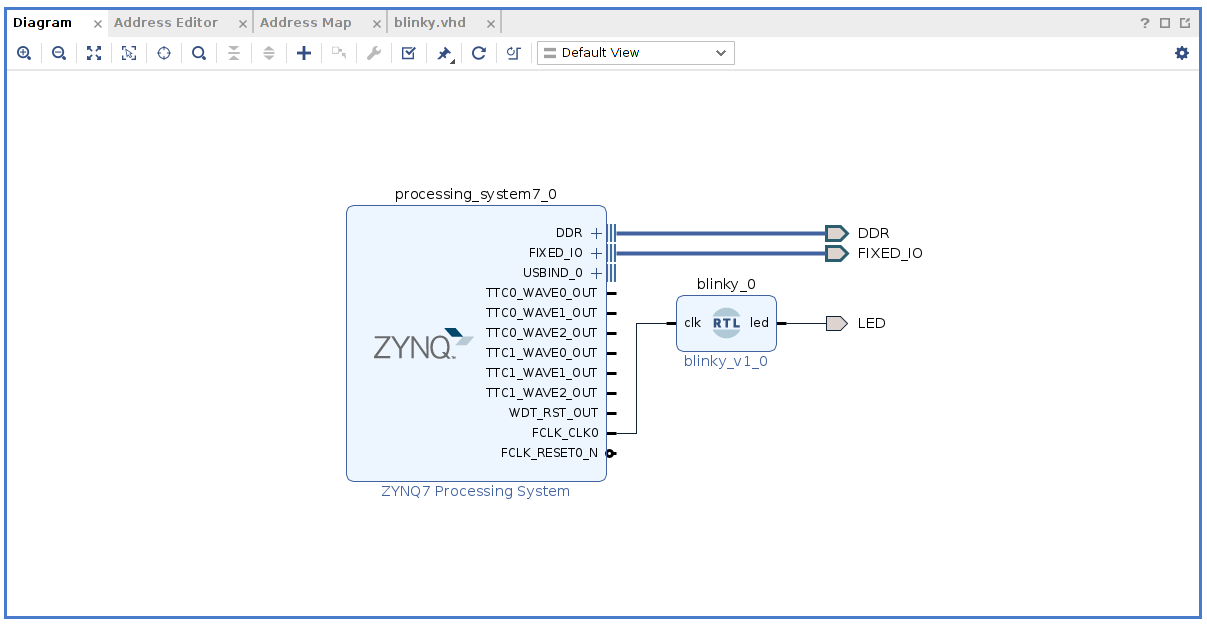 Diagram × Address Editor × Address Map × blinky.vhd × ?
Default View
processing_system7_0
DDR
FIXED_IO
USBIND_0
TTC0_WAVE0_OUT
TTC0_WAVE1_OUT
TTC0_WAVE2_OUT
TTC1_WAVE0_OUT
TTC1_WAVE1_OUT
TTC1_WAVE2_OUT
WDT_RST_OUT
FCLK_CLK0
FCLK_RESET0_N
ZYNQ™
ZYNQ7 Processing System
DDR
FIXED_IO
blinky_0
clk RTL led
blinky_v1_0
LED